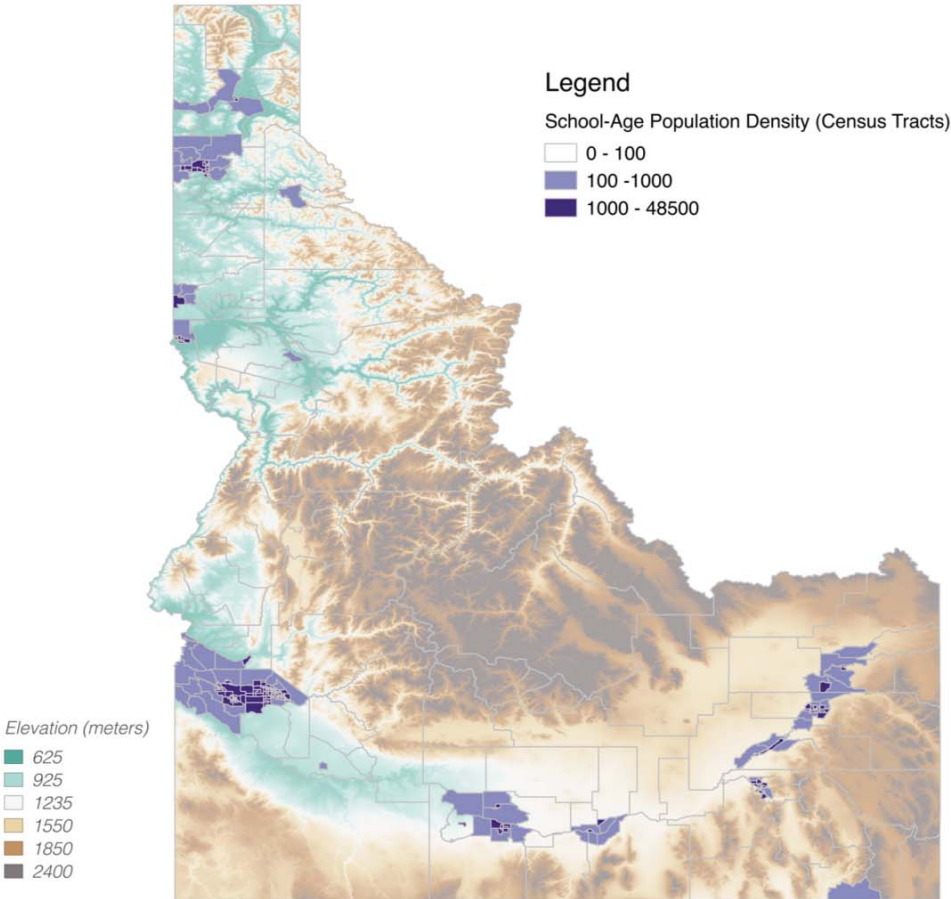 Legend
School-Age Population Density (Census Tracts)
0 - 100
100 -1000
1000 - 48500
Elevation (meters)
625
925
1235
1550
1850
2400